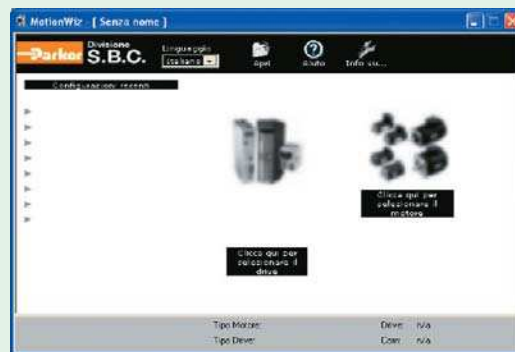 MotionWiz - [ Senza nome ]
Parker
Divisione
S.B.C.
Linguaggio
Italiano
Apri
Aiuto
Info su...
Configurazioni recenti
Clicca qui per
selezionare il
motore
Clicca qui per
selezionare il
drive
Tipo Motore:
Drive: n/a
Tipo Drive:
Com: n/a